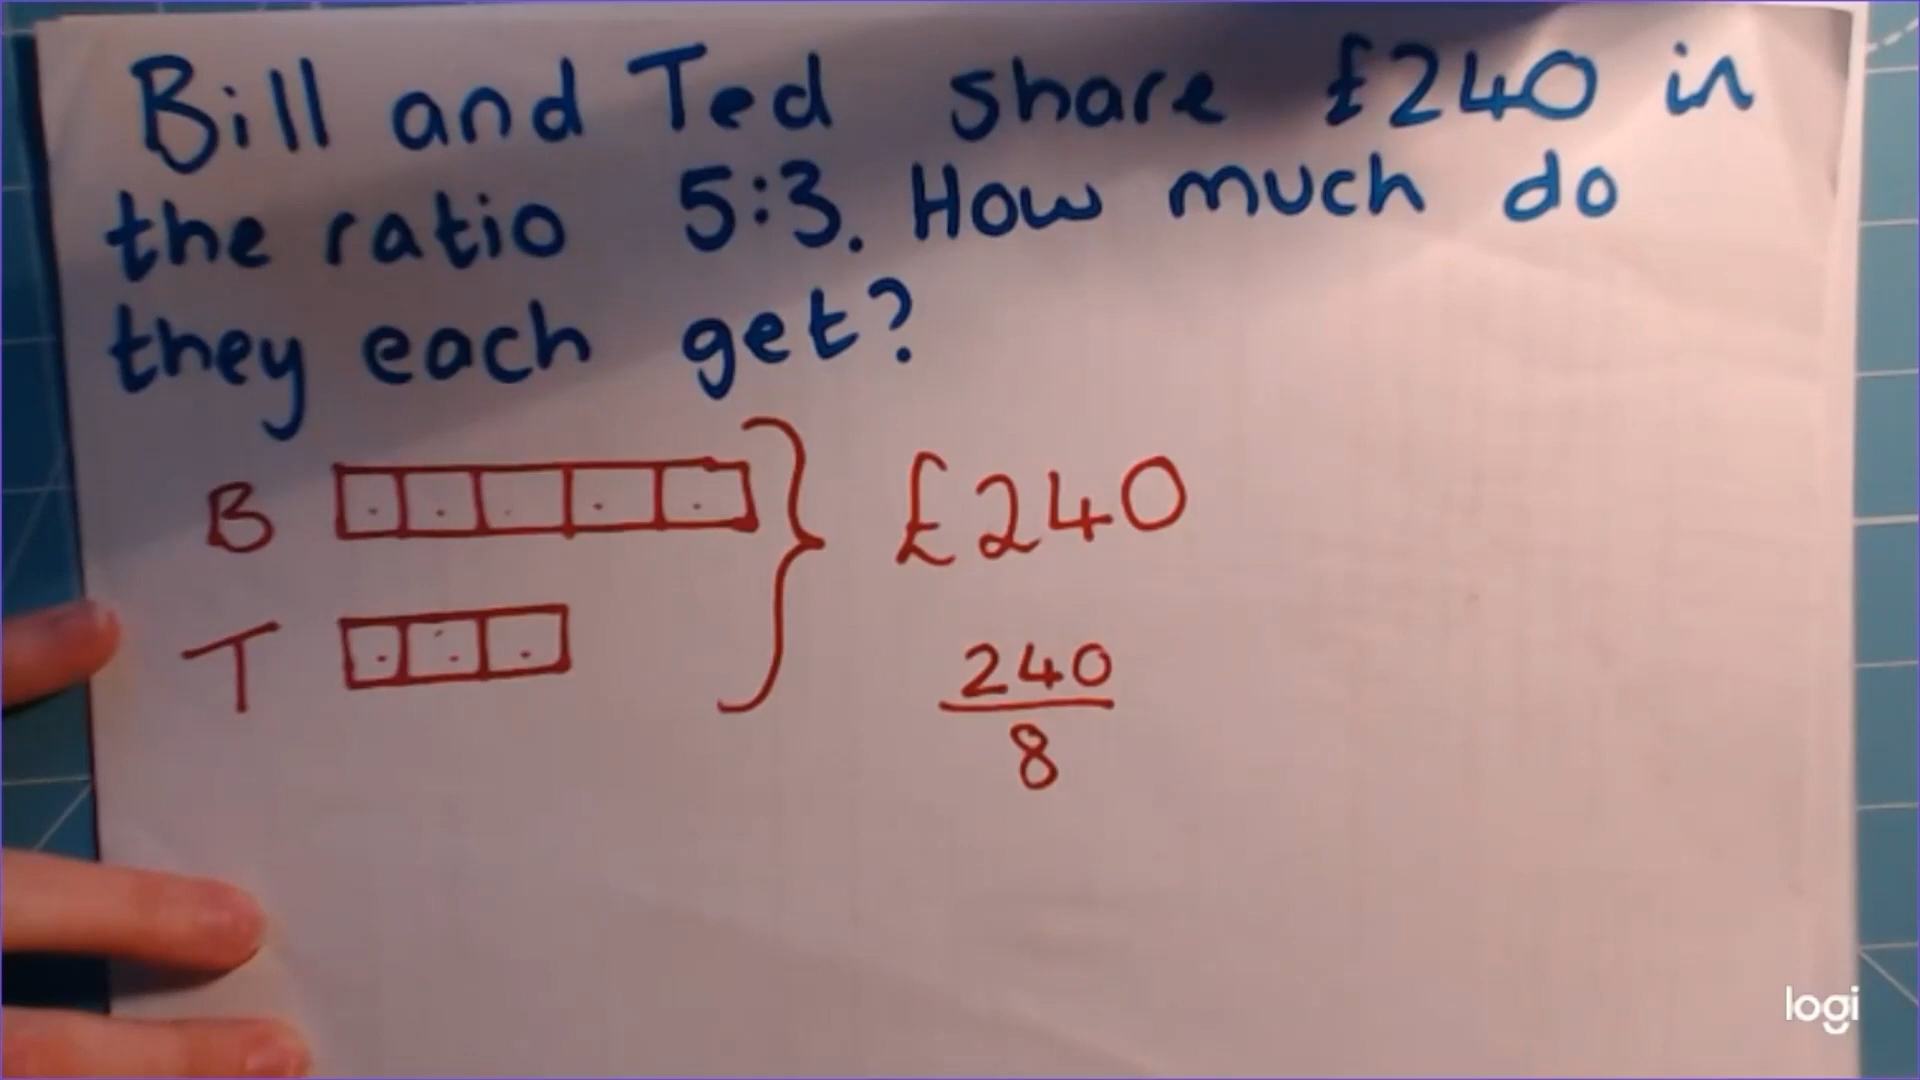 Bill and Ted share £240 in
the ratio 5:3. How much do
they each get?
B £240
T
240
8
logi